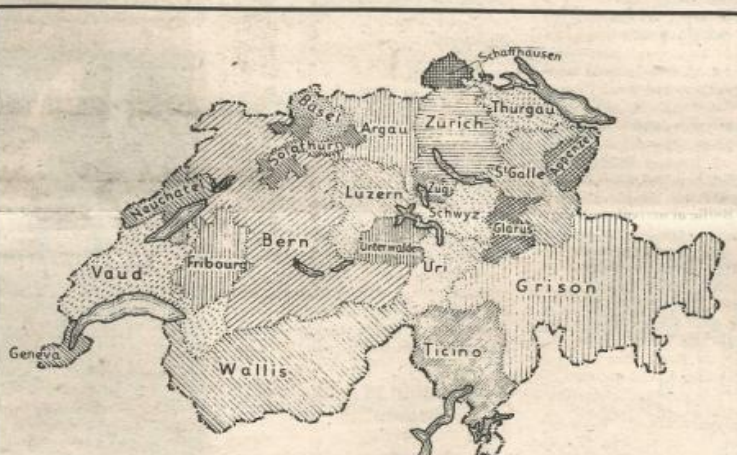 Schaffhausen
Basel
Thurgau
Argau
Zürich
Solothurn
St Galle
Appenzel
Neuchatel
Luzern
Zug
Schwyz
Glarus
Bern
Unterwalden
Fribourg
Vaud
Uri
Grison
Geneva
Ticino
Wallis